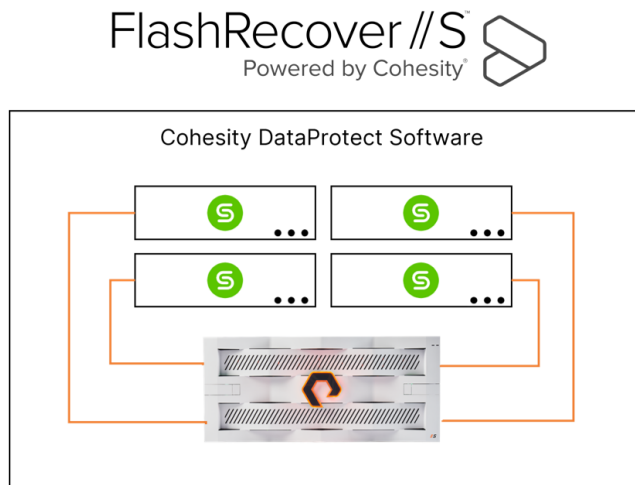 FlashRecover //S™
Powered by Cohesity®
Cohesity DataProtect Software